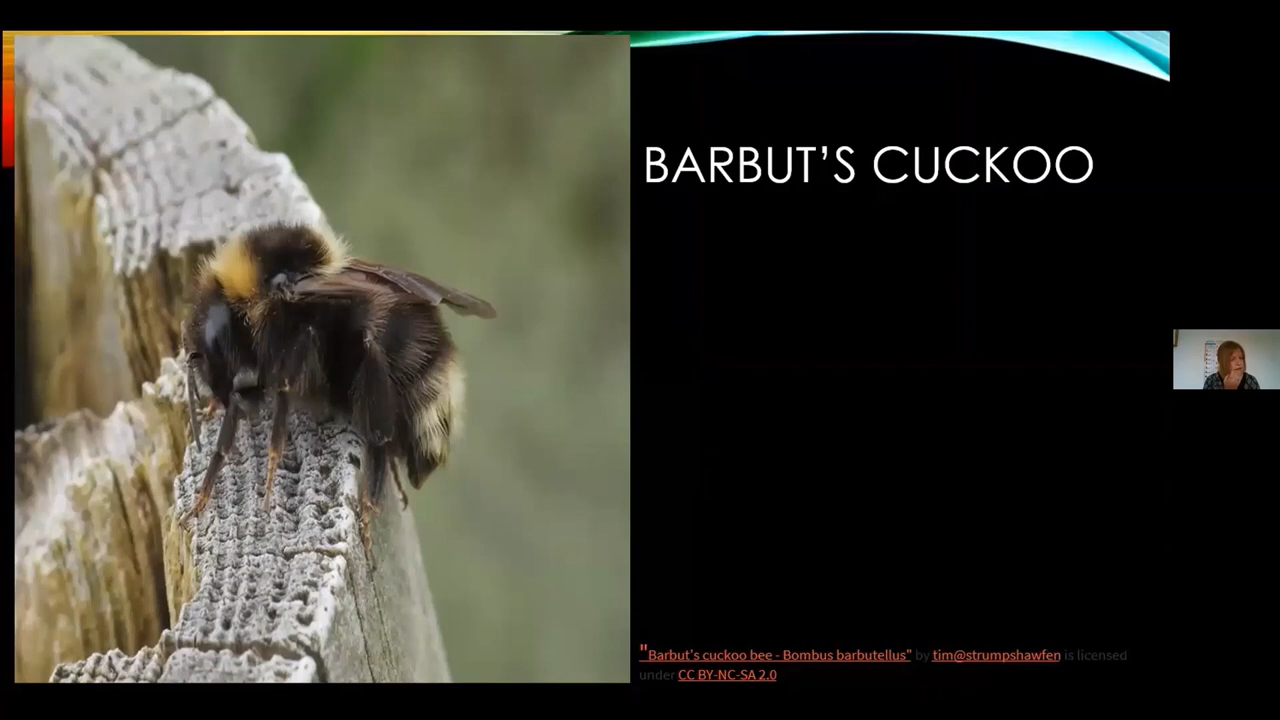 BARBUT’S CUCKOO
"Barbut's cuckoo bee - Bombus barbutellus" by tim@strumpshawfen is licensed
under CC BY-NC-SA 2.0